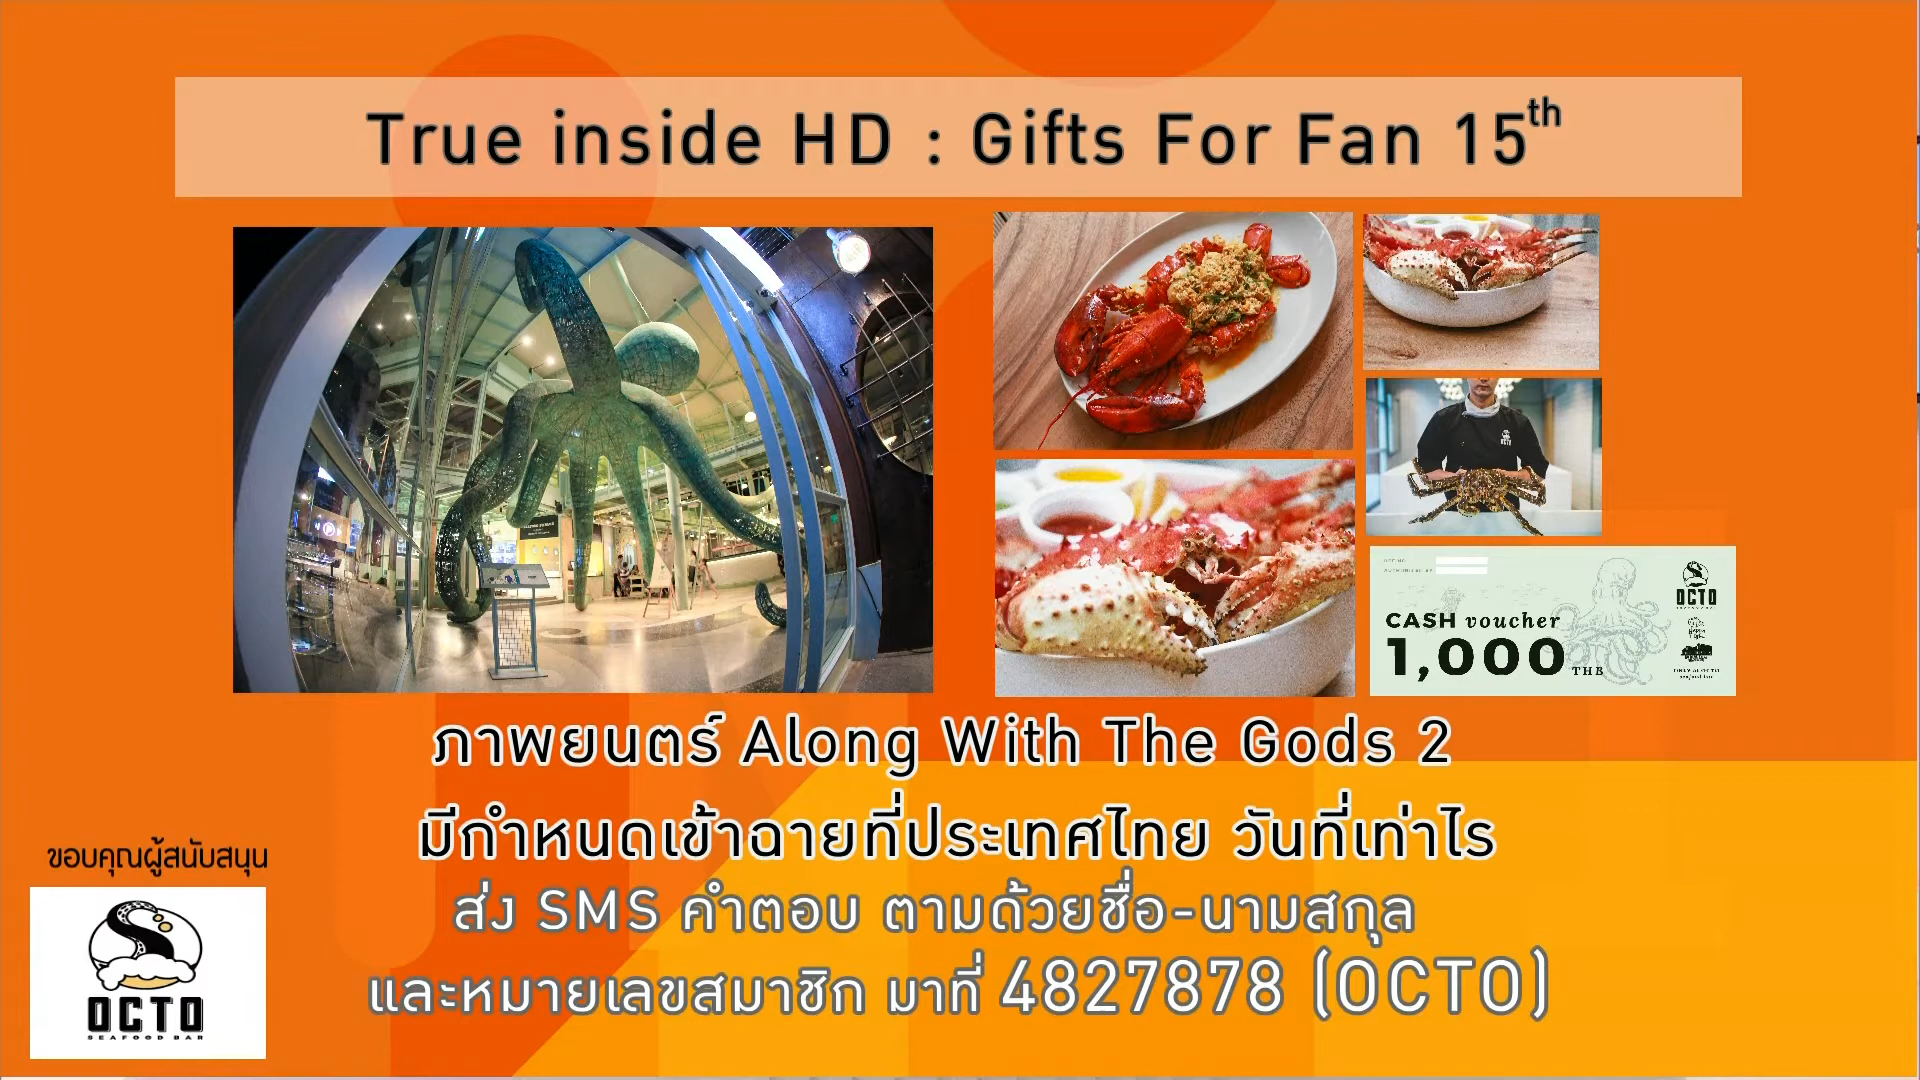 True inside HD : Gifts For Fan 15th
OCTO
CASH voucher
1,000 THB
OCTO
ภาพยนตร์ Along With The Gods 2
มีกำหนดเข้าฉายที่ประเทศไทย วันที่เท่าไร
ส่ง SMS คำตอบ ตามด้วยชื่อ-นามสกุล
และหมายเลขสมาชิก มาที่ 4827878 (OCTO)
ขอบคุณผู้สนับสนุน
OCTO
SEAFOOD BAR